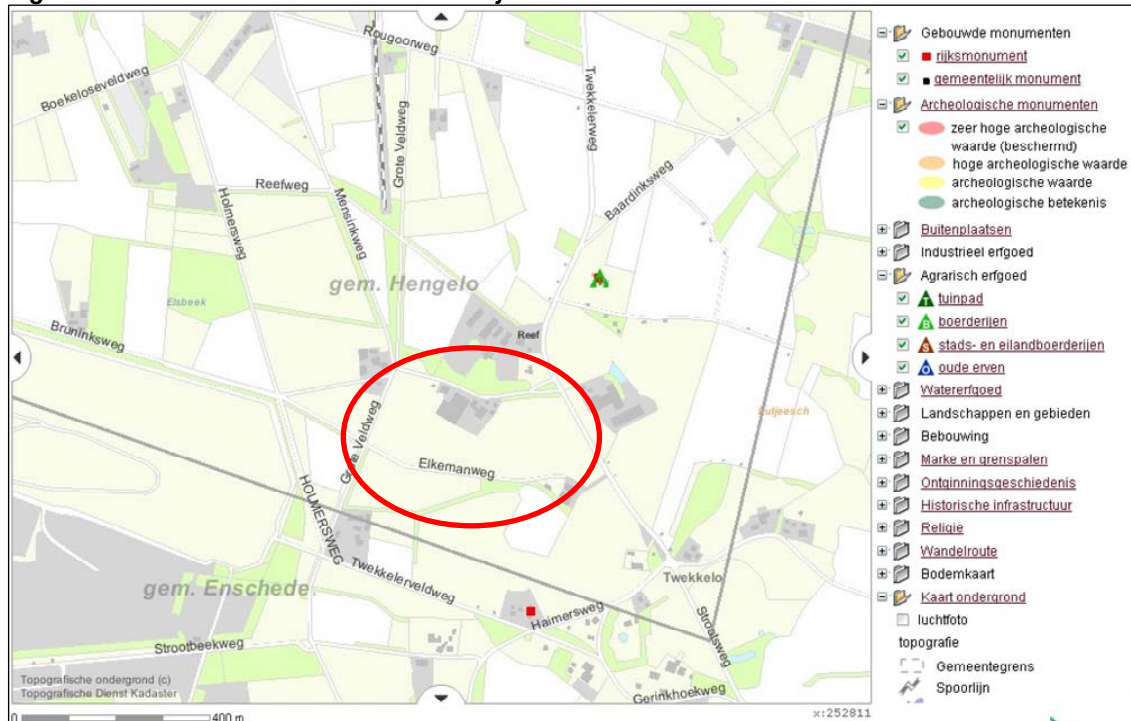 Rougoorweg
Boekeloseveldweg
Grote Veldweg
Twekkelerweg
Reefweg
Mensinkweg
Holmersweg
Baardinksweg
gem. Hengelo
Elsbeek
Bruninksweg
Reef
Grote Veldweg
Elkemanweg
HOLMERSWEG
gem. Enschede
Twekkelerveldweg
Twekkelo
Haimersweg
Stroatsweg
Strootbeekweg
Gerinkhoekweg
Topografische ondergrond (c)
Topografische Dienst Kadaster
0
400 m
x:252811
Gebouwde monumenten
rijksmonument
gemeentelijk monument
Archeologische monumenten
zeer hoge archeologische
waarde (beschermd)
hoge archeologische waarde
archeologische waarde
archeologische betekenis
Buitenplaatsen
Industrieel erfgoed
Agrarisch erfgoed
T tuinpad
B boerderijen
S stads- en eilandboerderijen
O oude erven
Watererfgoed
Landschappen en gebieden
Bebouwing
Marke en grenspalen
Ontginningsgeschiedenis
Historische infrastructuur
Religie
Wandelroute
Bodemkaart
Kaart ondergrond
luchtfoto
topografie
Gemeentegrens
Spoorlijn